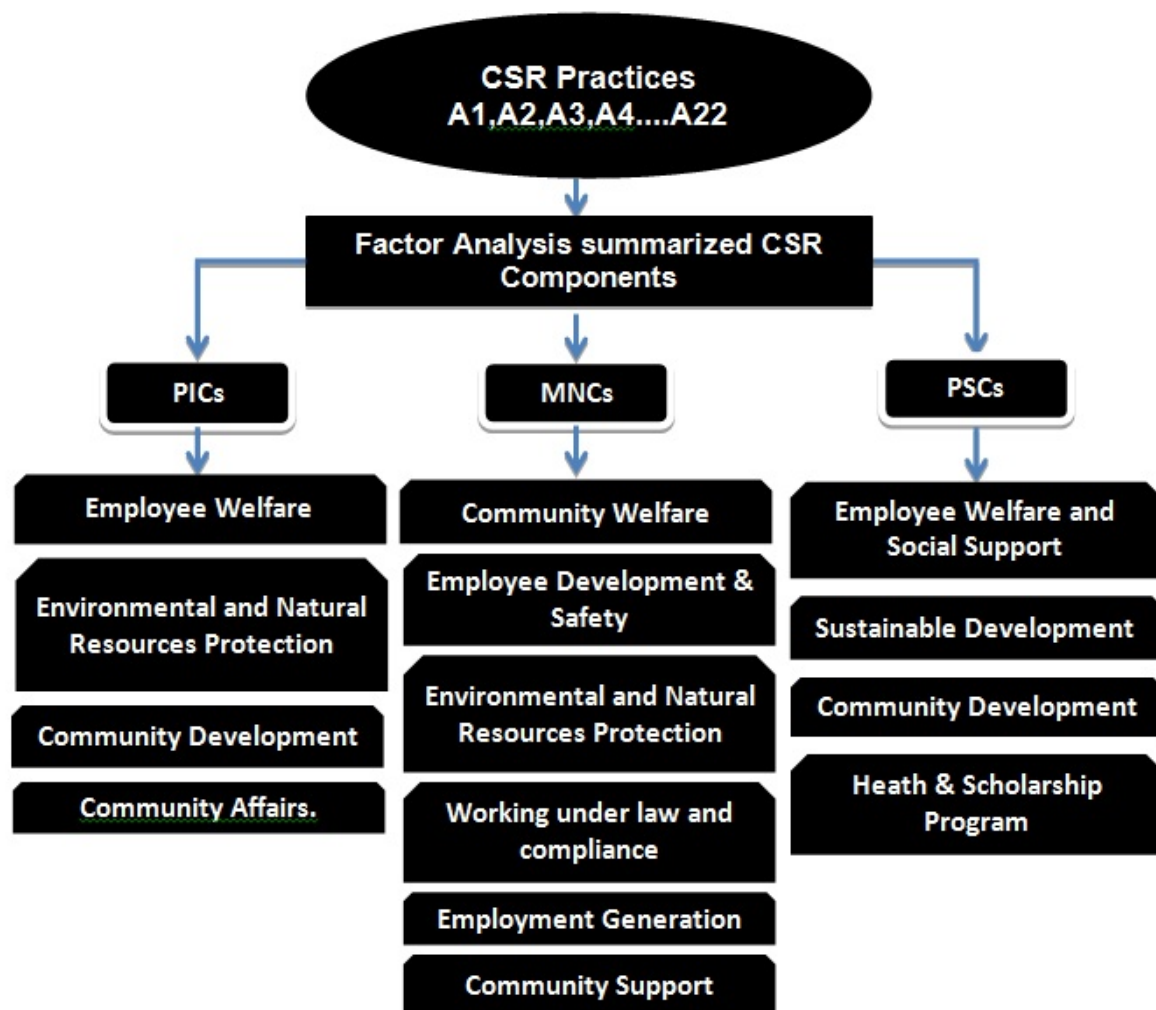 CSR Practices
A1,A2,A3,A4....A22
Factor Analysis summarized CSR
Components
PICs
MNCs
PSCs
Employee Welfare
Environmental and Natural
Resources Protection
Community Development
Community Affairs.
Community Welfare
Employee Development &
Safety
Environmental and Natural
Resources Protection
Working under law and
compliance
Employment Generation
Community Support
Employee Welfare and
Social Support
Sustainable Development
Community Development
Heath & Scholarship
Program